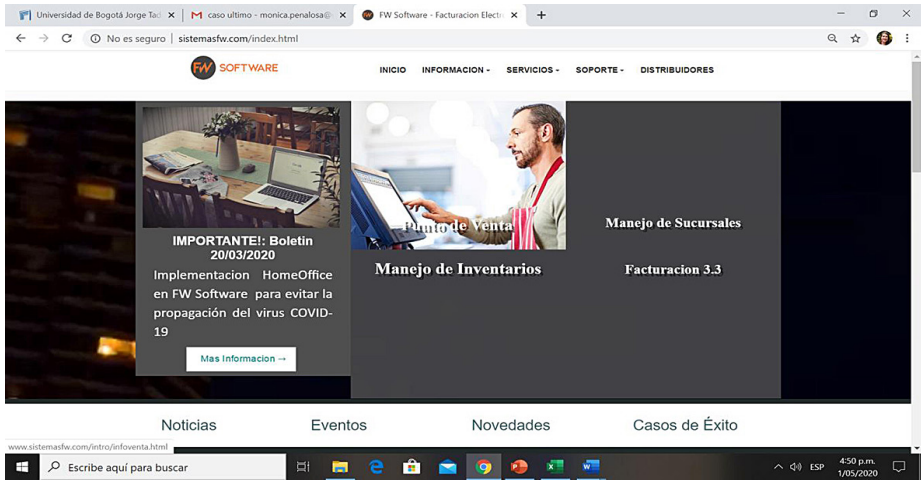 Universidad de Bogotá Jorge Tad
caso ultimo - monica.penalosa@
FW Software - Facturacion Electr
No es seguro | sistemasfw.com/index.html
FW SOFTWARE
INICIO INFORMACION SERVICIOS SOPORTE DISTRIBUIDORES
IMPORTANTE!: Boletin
20/03/2020
Implementacion HomeOffice
en FW Software para evitar la
propagación del virus COVID-
19
Mas Informacion →
Punto de Venta
Manejo de Inventarios
Manejo de Sucursales
Facturacion 3.3
Noticias Eventos Novedades Casos de Éxito
www.sistemasfw.com/intro/infoventa.html
Escribe aquí para buscar
ESP
4:50 p.m.
1/05/2020